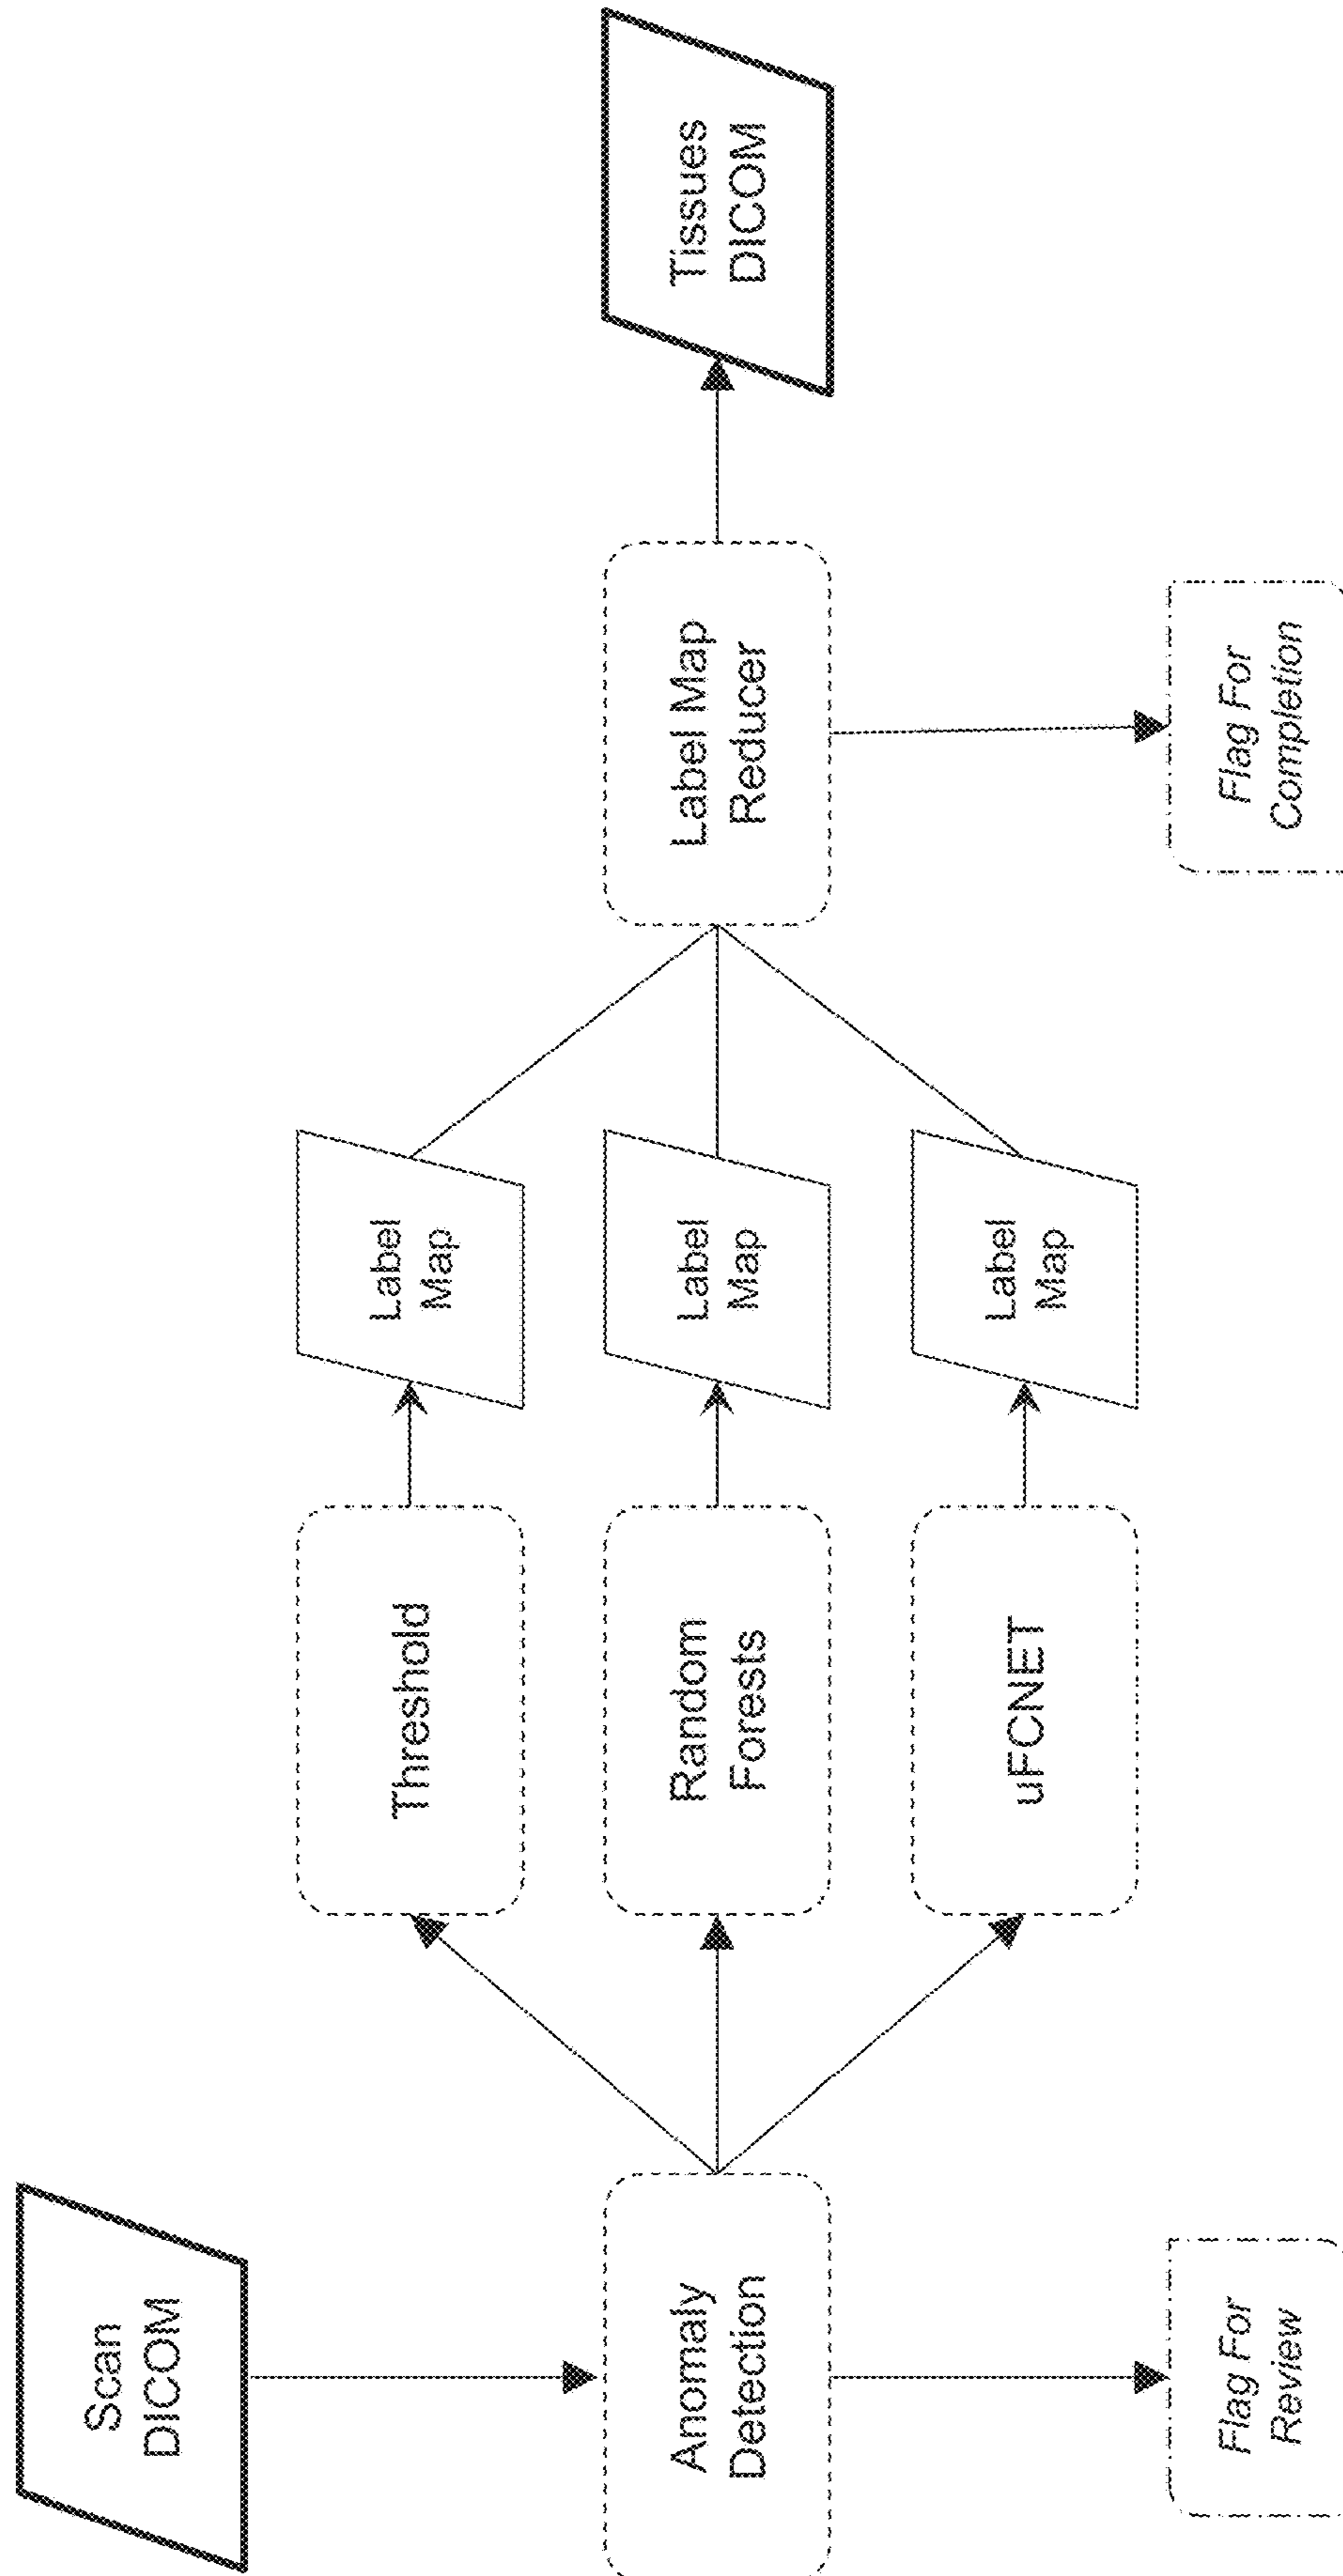 Scan
DICOM
Anomaly
Detection
Flag For
Review
Threshold
Random
Forests
uFCNET
Label
Map
Label
Map
Label
Map
Label Map
Reducer
Flag For
Completion
Tissues
DICOM